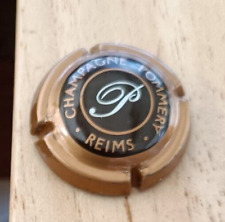 CHAMPAGNE POMMERY
P
· REIMS ·